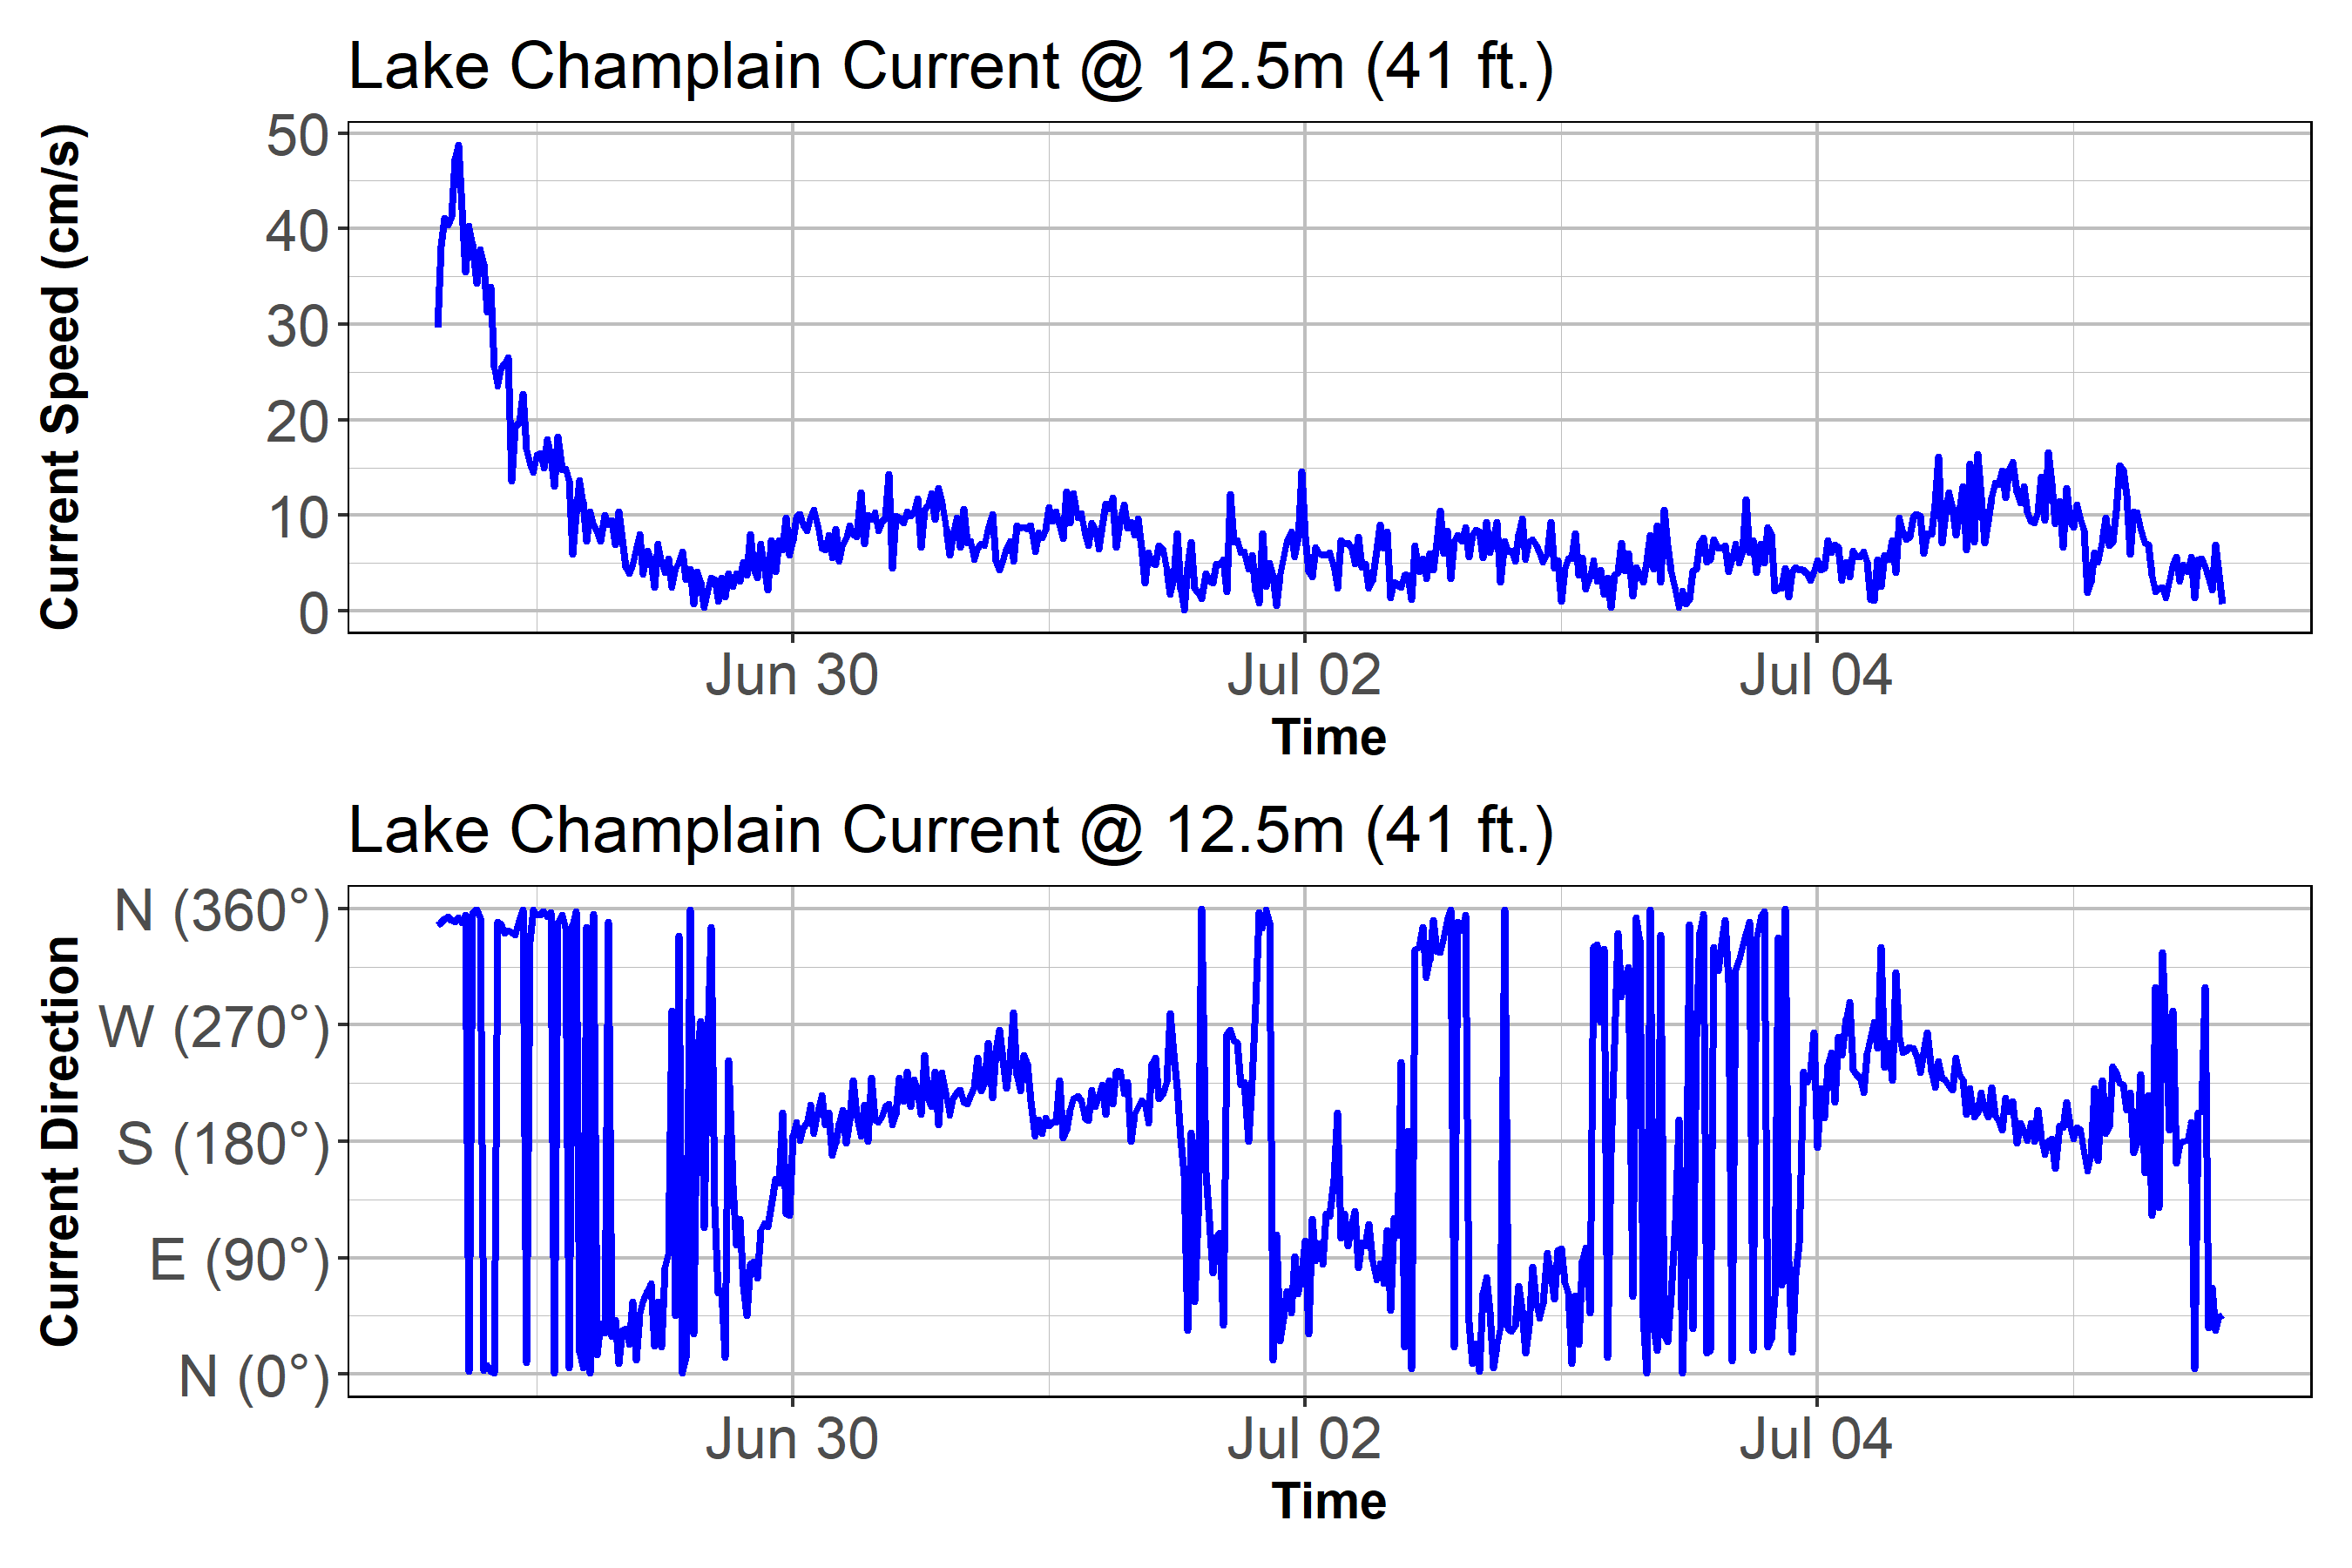 Lake Champlain Current @ 12.5m (41 ft.)
Current Speed (cm/s)
50
40
30
20
10
0
Jun 30 Jul 02 Jul 04
Time
Lake Champlain Current @ 12.5m (41 ft.)
Current Direction
N (360°)
W (270°)
S (180°)
E (90°)
N (0°)
Jun 30 Jul 02 Jul 04
Time